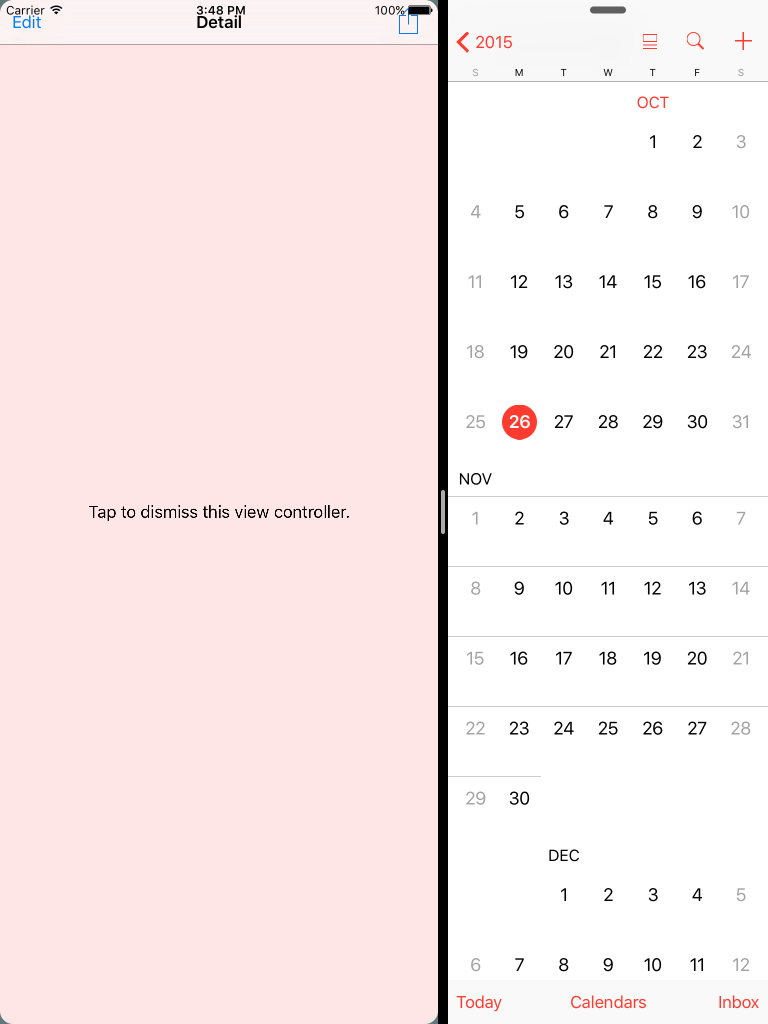 Carrier 3:48 PM 100%
Edit Detail
Tap to dismiss this view controller.
2015
S M T W T F S
OCT
1 2 3
4 5 6 7 8 9 10
11 12 13 14 15 16 17
18 19 20 21 22 23 24
25 26 27 28 29 30 31
NOV
1 2 3 4 5 6 7
8 9 10 11 12 13 14
15 16 17 18 19 20 21
22 23 24 25 26 27 28
29 30
DEC
1 2 3 4 5
6 7 8 9 10 11 12
Today Calendars Inbox